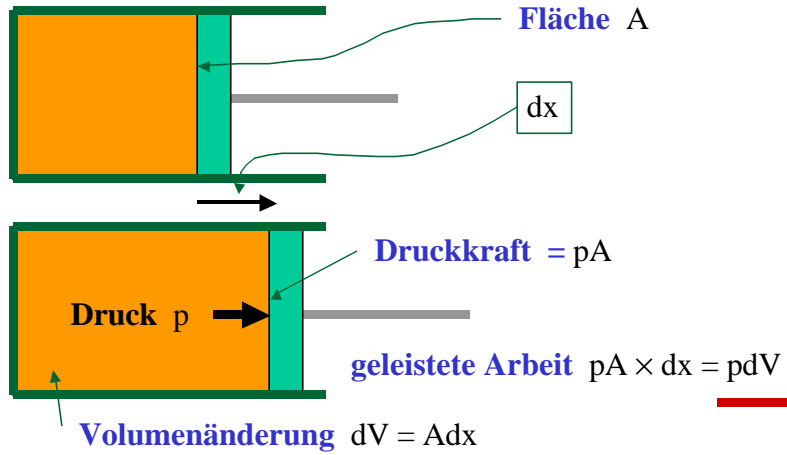 Fläche A
dx
Druckkraft = pA
Druck p
geleistete Arbeit pA × dx = pdV
Volumenänderung dV = Adx